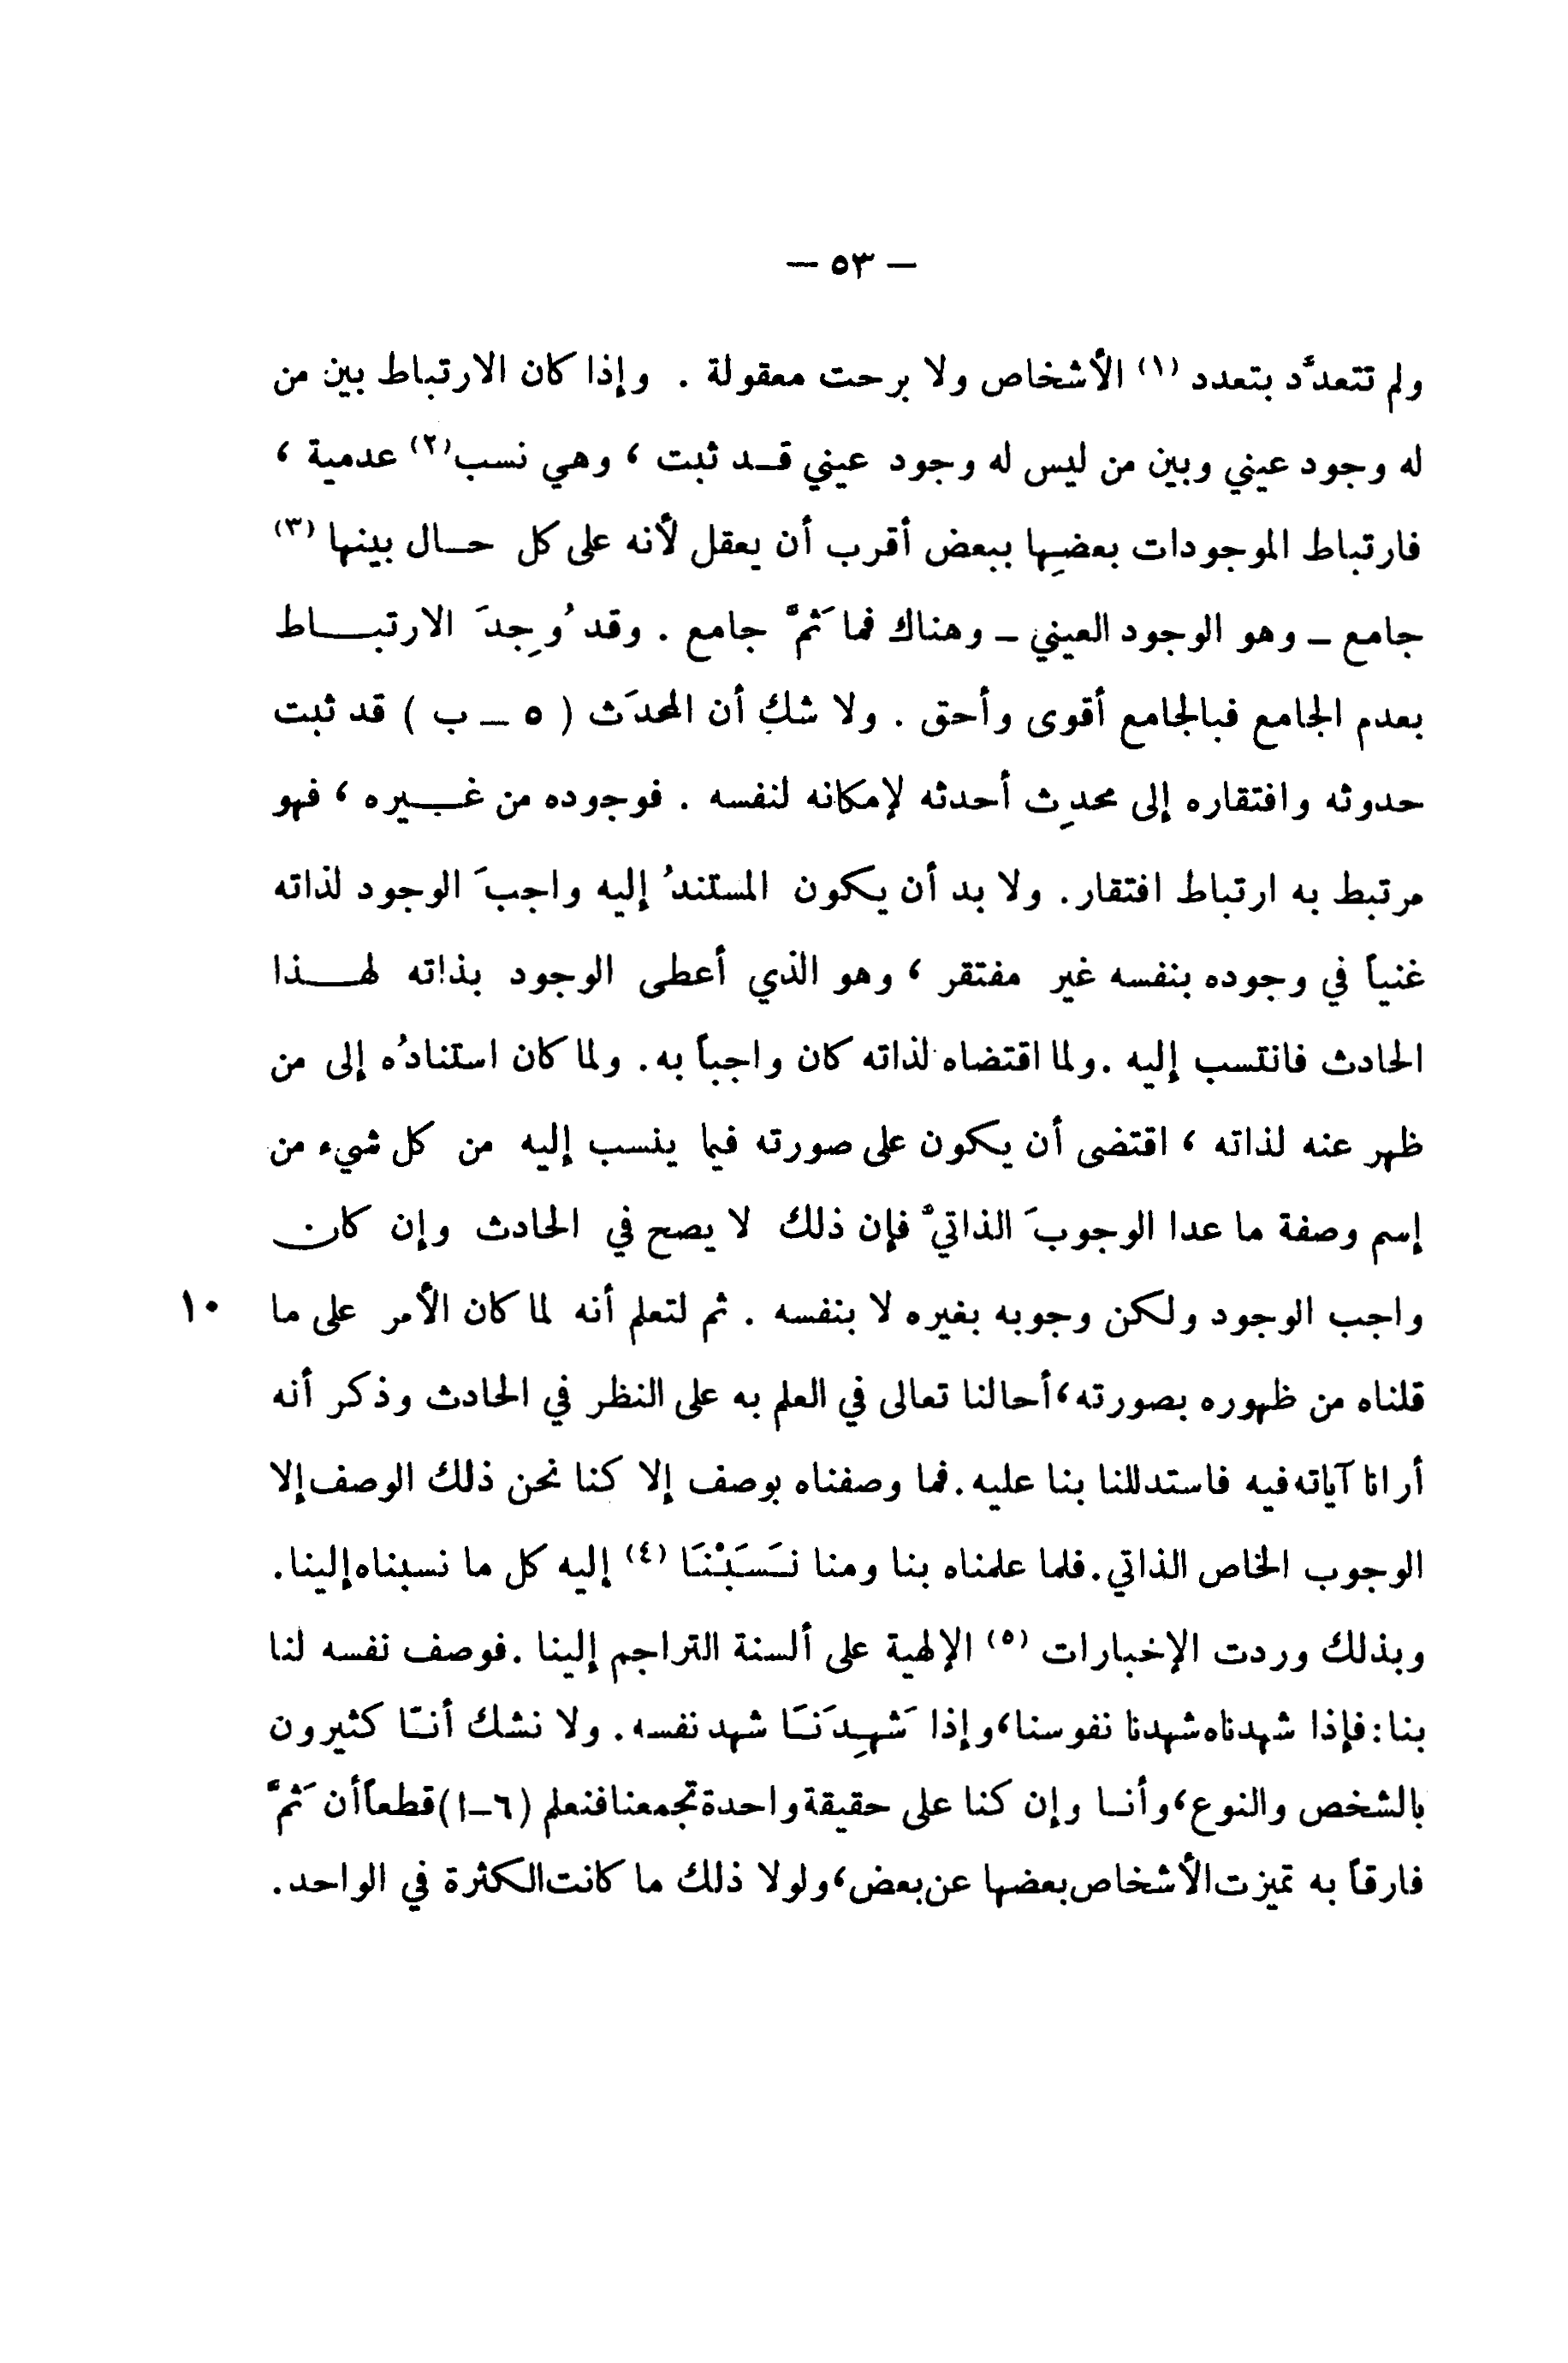 — ٥٣ —
ولم تتعدَّد بتعدد (١) الأشخاص ولا برحت معقولة . وإذا كان الارتباط بين من
له وجود عيني وبين من ليس له وجود عيني قـد ثبت ، وهي نسب(٢) عدمية ،
فارتباط الموجودات بعضِها ببعض أقرب أن يعقل لأنه على كل حـال بينها (٣)
جامع – وهو الوجود العيني – وهناك فما ثَمَّ جامع . وقد وُجِدَ الارتبــاط
بعدم الجامع فبالجامع أقوى وأحق . ولا شك أن المحدَث ( ٥ – ب ) قد ثبت
حدوثه وافتقاره إلى محدِث أحدثه لإمكانه لنفسه . فوجوده من غــيره ، فهو
مرتبط به ارتباط افتقار. ولا بد أن يكون المستندُ إليه واجبَ الوجود لذاته
غنياً في وجوده بنفسه غير مفتقر ، وهو الذي أعطى الوجود بذاته لهــذا
الحادث فانتسب إليه .ولما اقتضاه لذاته كان واجباً به. ولما كان استنادُه إلى من
ظهر عنه لذاته ، اقتضى أن يكون على صورته فيما ينسب إليه من كل شيء من
إسم وصفة ما عدا الوجوبَ الذاتيَّ فإن ذلك لا يصح في الحادث وإن كان
واجب الوجود ولكن وجوبه بغيره لا بنفسه . ثم لتعلم أنه لما كان الأمر على ما ١٠
قلناه من ظهوره بصورته،أحالنا تعالى في العلم به على النظر في الحادث وذكر أنه
أرانا آياته فيه فاستدللنا بنا عليه.فما وصفناه بوصف إلا كنا نحن ذلك الوصف إلا
الوجوب الخاص الذاتي.فلما علمناه بنا ومنا نَسَبْنَا (٤) إليه كل ما نسبناه إلينا.
وبذلك وردت الإخبارات (٥) الإلهية على ألسنة التراجم إلينا .فوصف نفسه لنا
بنا:فإذا شهدناه شهدنا نفوسنا،وإذا شَهِدَنَا شهد نفسه. ولا نشك أنـَّا كثيرون
بالشخص والنوع،وأنـا وإن كنا على حقيقة واحدة تجمعنا فنعلم (٦-ا)قطعاً أن ثَمَّ
فارقاً به تميزت الأشخاص بعضها عن بعض،ولولا ذلك ما كانت الكثرة في الواحد.